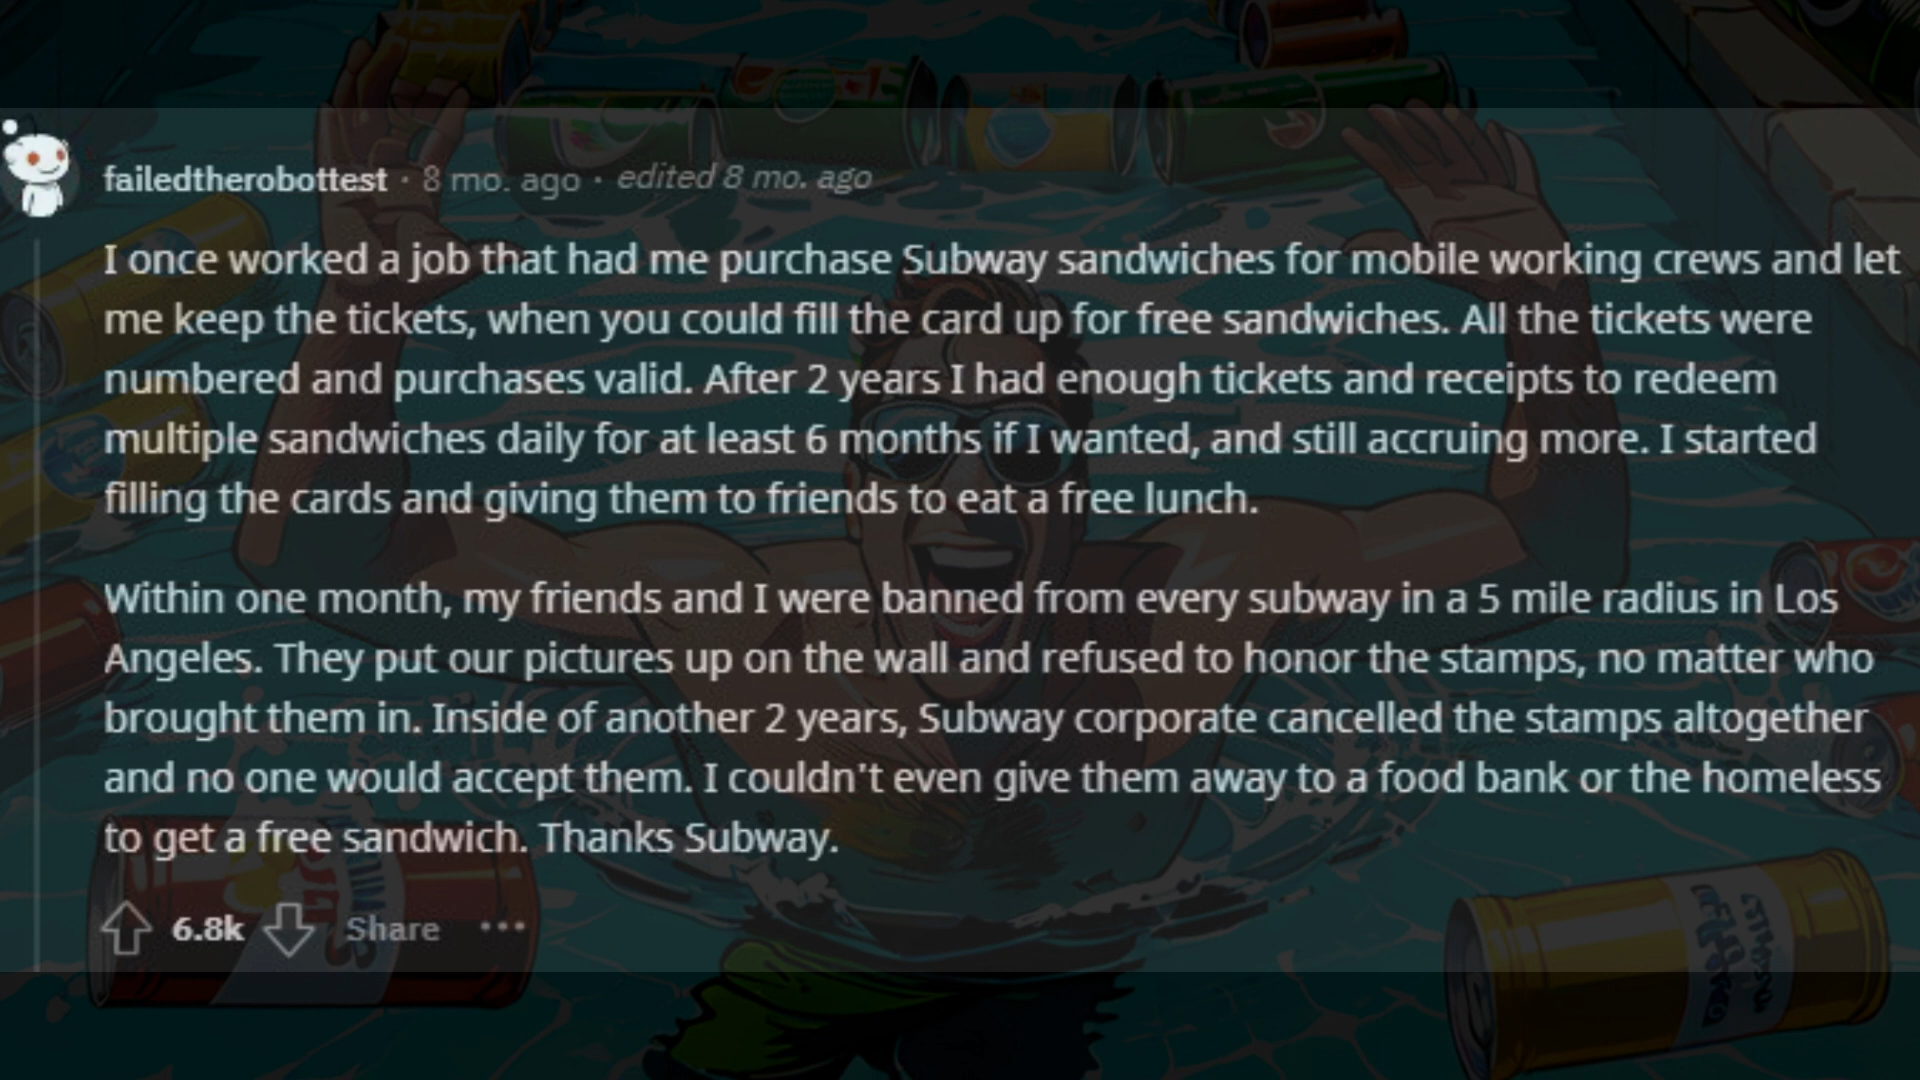 failedtherobottest · 8 mo. ago · edited 8 mo. ago
I once worked a job that had me purchase Subway sandwiches for mobile working crews and let
me keep the tickets, when you could fill the card up for free sandwiches. All the tickets were
numbered and purchases valid. After 2 years I had enough tickets and receipts to redeem
multiple sandwiches daily for at least 6 months if I wanted, and still accruing more. I started
filling the cards and giving them to friends to eat a free lunch.
Within one month, my friends and I were banned from every subway in a 5 mile radius in Los
Angeles. They put our pictures up on the wall and refused to honor the stamps, no matter who
brought them in. Inside of another 2 years, Subway corporate cancelled the stamps altogether
and no one would accept them. I couldn't even give them away to a food bank or the homeless
to get a free sandwich. Thanks Subway.
6.8k Share ···